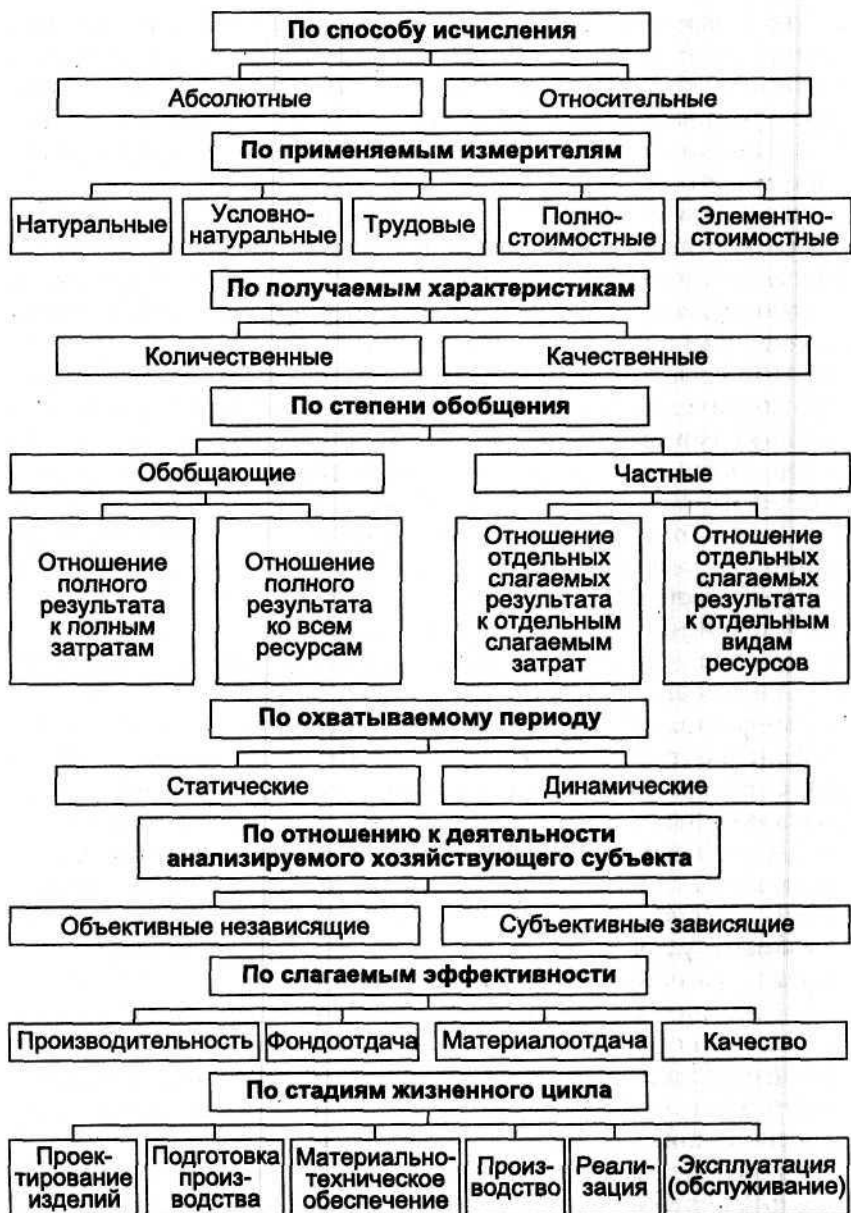 По способу исчисления
Абсолютные
Относительные
По применяемым измерителям
Натуральные
Условно-
натуральные
Трудовые
Полно-
стоимостные
Элементно-
стоимостные
По получаемым характеристикам
Количественные
Качественные
По степени обобщения
Обобщающие
Частные
Отношение
полного
результата
к полным
затратам
Отношение
полного
результата
ко всем
ресурсам
Отношение
отдельных
слагаемых
результата
к отдельным
слагаемым
затрат
Отношение
отдельных
слагаемых
результата
к отдельным
видам
ресурсов
По охватываемому периоду
Статические
Динамические
По отношению к деятельности
анализируемого хозяйствующего субъекта
Объективные независящие
Субъективные зависящие
По слагаемым эффективности
Производительность
Фондоотдача
Материалоотдача
Качество
По стадиям жизненного цикла
Проек-
тирование
изделий
Подготовка
произ-
водства
Материально-
техническое
обеспечение
Произ-
водство
Реали-
зация
Эксплуатация
(обслуживание)